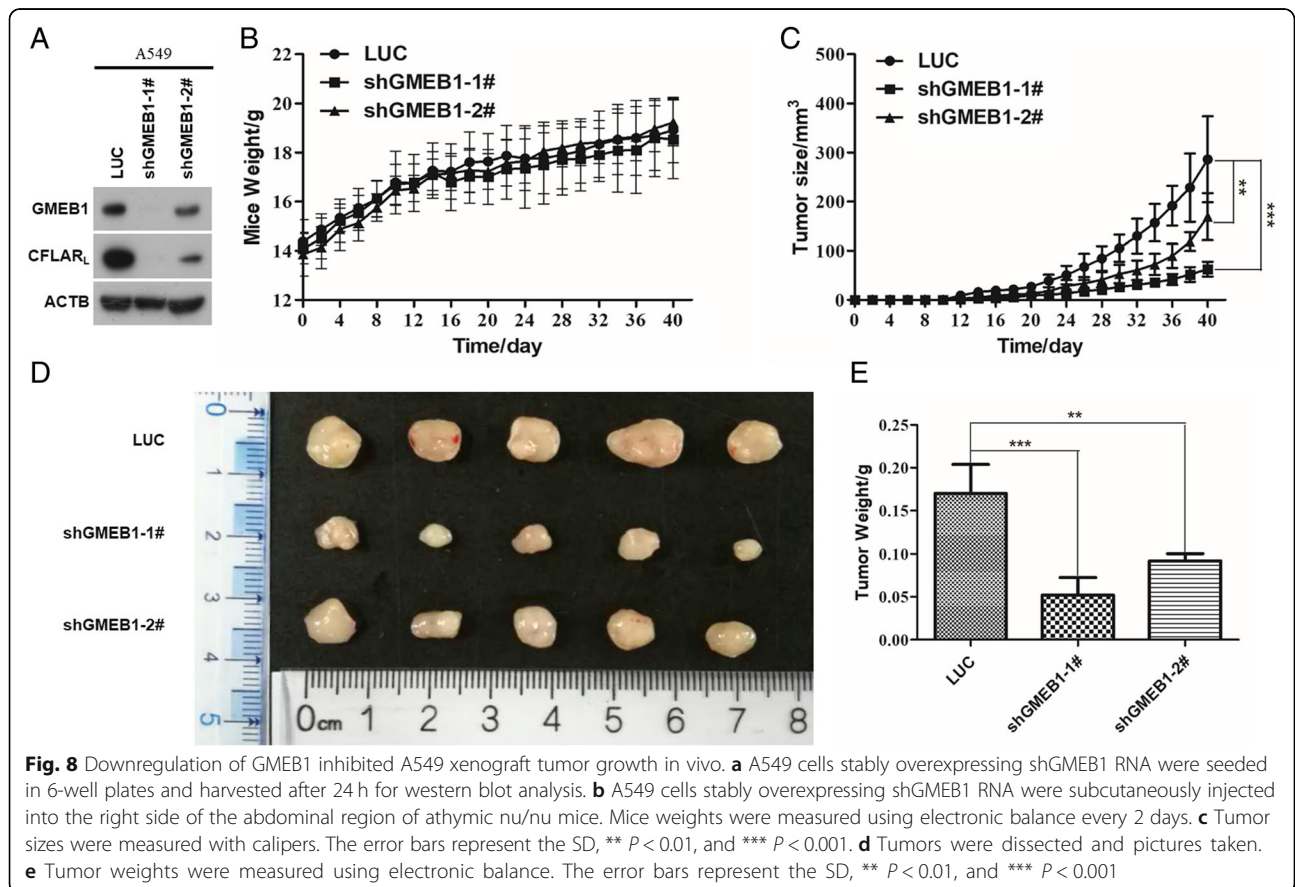 A
A549
LUC
shGMEB1-1#
shGMEB1-2#
GMEB1
CFLARL
ACTB
B
22
20
18
16
14
12
Mice Weight/g
LUC
shGMEB1-1#
shGMEB1-2#
0 4 8 12 16 20 24 28 32 36 40
Time/day
C
500
400
300
200
100
0
Tumor size/mm3
LUC
shGMEB1-1#
shGMEB1-2#
**
***
0 4 8 12 16 20 24 28 32 36 40
Time/day
D
LUC
shGMEB1-1#
shGMEB1-2#
0
1
2
3
4
5
0cm 1 2 3 4 5 6 7 8
E
0.25
0.20
0.15
0.10
0.05
0.00
Tumor Weight/g
**
***
LUC
shGMEB1-1#
shGMEB1-2#
Fig. 8 Downregulation of GMEB1 inhibited A549 xenograft tumor growth in vivo. a A549 cells stably overexpressing shGMEB1 RNA were seeded
in 6-well plates and harvested after 24 h for western blot analysis. b A549 cells stably overexpressing shGMEB1 RNA were subcutaneously injected
into the right side of the abdominal region of athymic nu/nu mice. Mice weights were measured using electronic balance every 2 days. c Tumor
sizes were measured with calipers. The error bars represent the SD, ** P < 0.01, and *** P < 0.001. d Tumors were dissected and pictures taken.
e Tumor weights were measured using electronic balance. The error bars represent the SD, ** P < 0.01, and *** P < 0.001